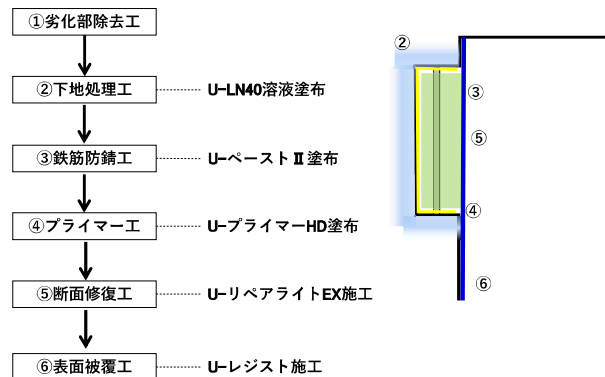 ①劣化部除去工
②下地処理工 U-LN40溶液塗布
③鉄筋防錆工 U-ペーストⅡ塗布
④プライマー工 U-プライマーHD塗布
⑤断面修復工 U-リペアライトEX施工
⑥表面被覆工 U-レジスト施工
②
③
⑤
④
⑥